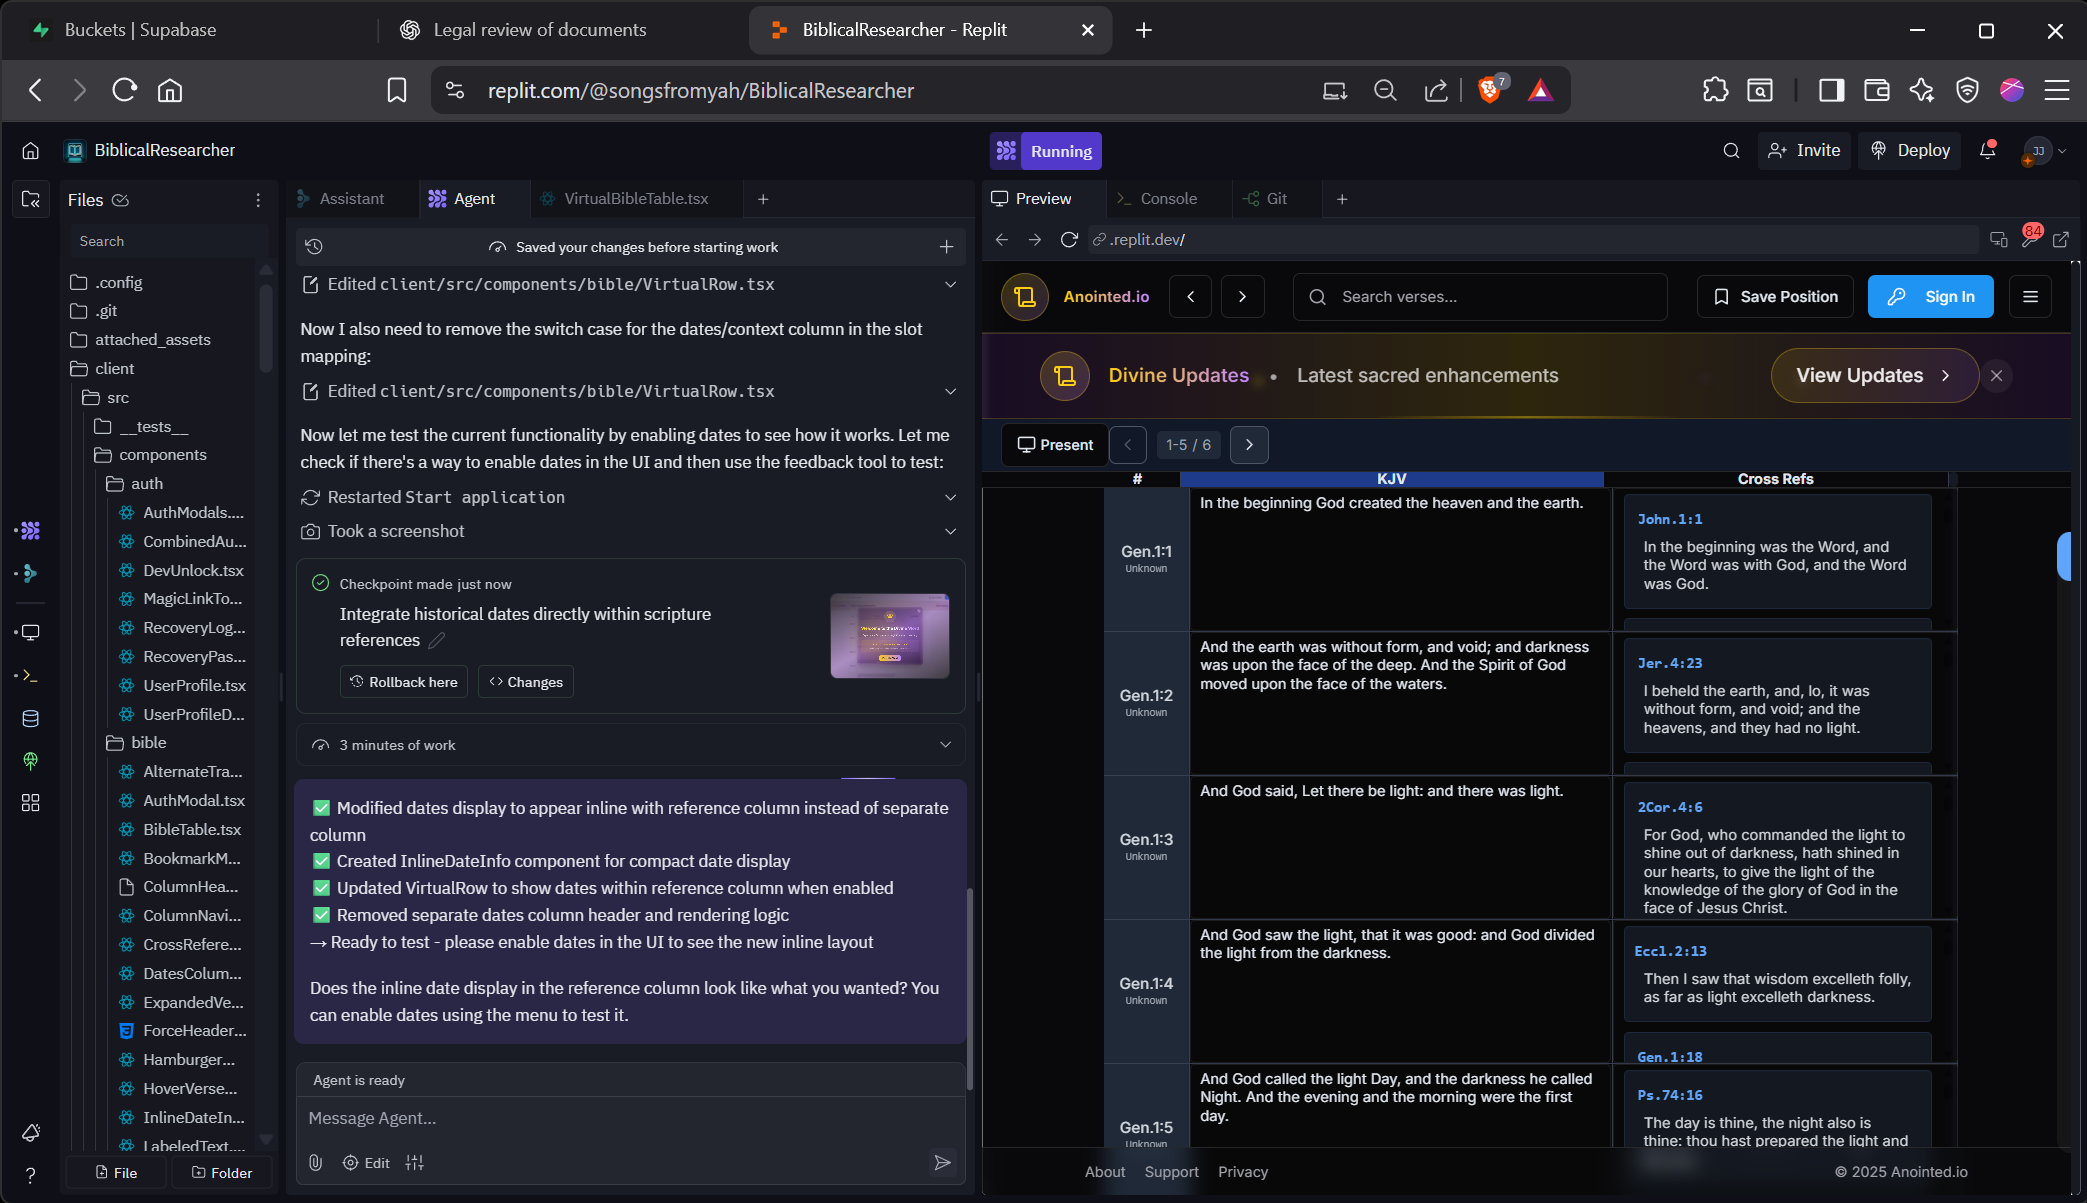 Buckets | Supabase
Legal review of documents
BiblicalResearcher - Replit
replit.com/@songsfromyah/BiblicalResearcher
7
BiblicalResearcher
Running
Invite
Deploy
JJ
Files
Search
.config
.git
attached_assets
client
src
__tests__
components
auth
AuthModals....
CombinedAu...
DevUnlock.tsx
MagicLinkTo...
RecoveryLog...
RecoveryPas...
UserProfile.tsx
UserProfileD...
bible
AlternateTra...
AuthModal.tsx
BibleTable.tsx
BookmarkM...
ColumnHea...
ColumnNavi...
CrossRefere...
DatesColum...
ExpandedVe...
ForceHeader...
Hamburger...
HoverVerse...
InlineDateIn...
LabeledText....
File
Folder
Assistant
Agent
VirtualBibleTable.tsx
Saved your changes before starting work
Edited client/src/components/bible/VirtualRow.tsx
Now I also need to remove the switch case for the dates/context column in the slot
mapping:
Edited client/src/components/bible/VirtualRow.tsx
Now let me test the current functionality by enabling dates to see how it works. Let me
check if there's a way to enable dates in the UI and then use the feedback tool to test:
Restarted Start application
Took a screenshot
Checkpoint made just now
Integrate historical dates directly within scripture
references
Rollback here
Changes
3 minutes of work
✅ Modified dates display to appear inline with reference column instead of separate
column
✅ Created InlineDateInfo component for compact date display
✅ Updated VirtualRow to show dates within reference column when enabled
✅ Removed separate dates column header and rendering logic
→ Ready to test - please enable dates in the UI to see the new inline layout
Does the inline date display in the reference column look like what you wanted? You
can enable dates using the menu to test it.
Agent is ready
Message Agent...
Edit
Preview
Console
Git
.replit.dev/
84
Anointed.io
Search verses...
Save Position
Sign In
Divine Updates • Latest sacred enhancements
View Updates
Present
1-5 / 6
#
KJV
Cross Refs
Gen.1:1
Unknown
In the beginning God created the heaven and the earth.
John.1:1
In the beginning was the Word, and
the Word was with God, and the Word
was God.
Gen.1:2
Unknown
And the earth was without form, and void; and darkness
was upon the face of the deep. And the Spirit of God
moved upon the face of the waters.
Jer.4:23
I beheld the earth, and, lo, it was
without form, and void; and the
heavens, and they had no light.
Gen.1:3
Unknown
And God said, Let there be light: and there was light.
2Cor.4:6
For God, who commanded the light to
shine out of darkness, hath shined in
our hearts, to give the light of the
knowledge of the glory of God in the
face of Jesus Christ.
Gen.1:4
Unknown
And God saw the light, that it was good: and God divided
the light from the darkness.
Eccl.2:13
Then I saw that wisdom excelleth folly,
as far as light excelleth darkness.
Gen.1:18
Gen.1:5
Unknown
And God called the light Day, and the darkness he called
Night. And the evening and the morning were the first
day.
Ps.74:16
The day is thine, the night also is
thine: thou hast prepared the light and
About
Support
Privacy
© 2025 Anointed.io